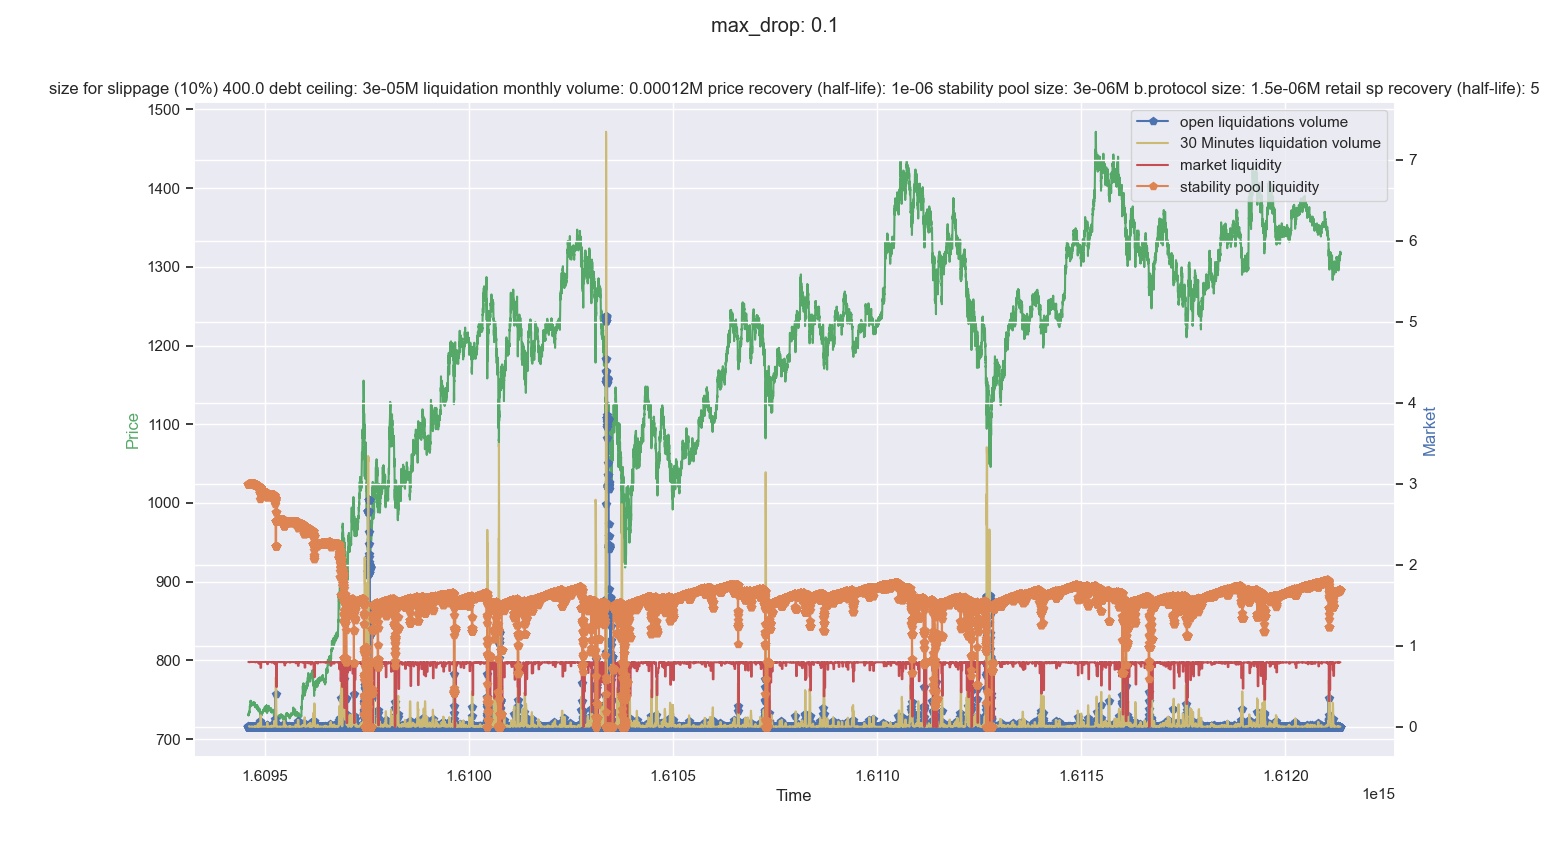 max_drop: 0.1
size for slippage (10%) 400.0 debt ceiling: 3e-05M liquidation monthly volume: 0.00012M price recovery (half-life): 1e-06 stability pool size: 3e-06M b.protocol size: 1.5e-06M retail sp recovery (half-life): 5
open liquidations volume
30 Minutes liquidation volume
market liquidity
stability pool liquidity
1500
1400
1300
1200
1100
1000
900
800
700
Price
7
6
5
4
3
2
1
0
Market
1.6095
1.6100
1.6105
1.6110
1.6115
1.6120
Time
1e15